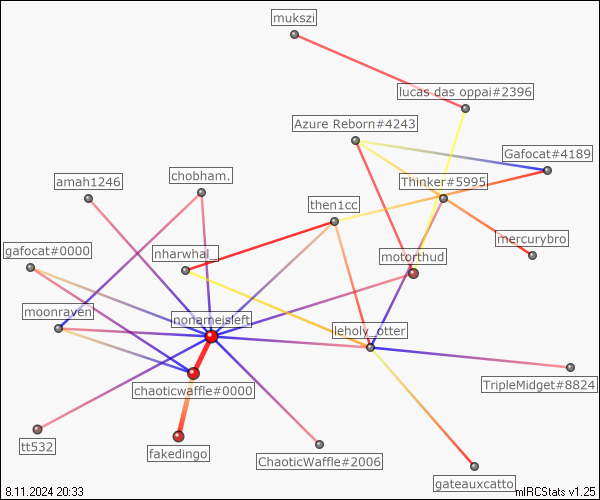 mukszi
lucas das oppai#2396
Azure Reborn#4243
Gafocat#4189
chobham.
amah1246
Thinker#5995
then1cc
mercurybro
gafocat#0000
nharwhal_
motorthud
moonraven
nonameisleft
leholy_otter
chaoticwaffle#0000
TripleMidget#8824
tt532
fakedingo
ChaoticWaffle#2006
gateauxcatto
8.11.2024 20:33
mIRCStats v1.25